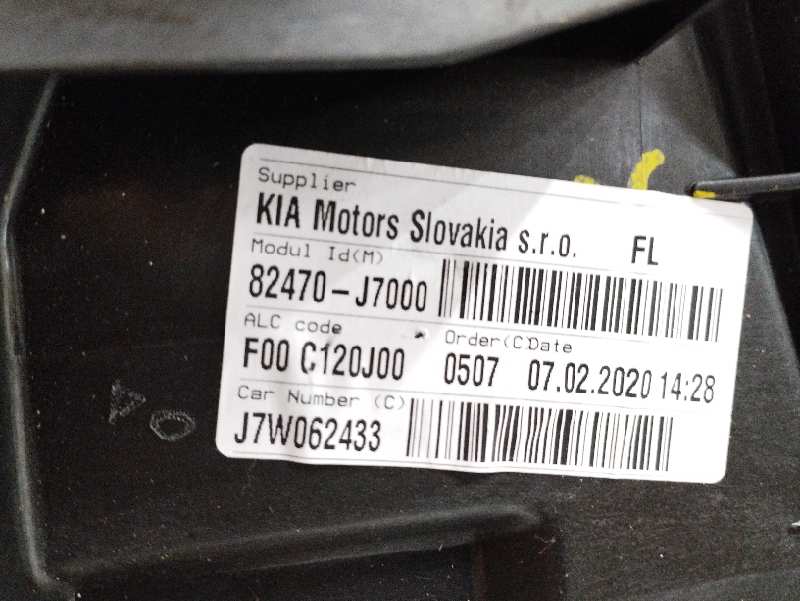 Supplier
KIA Motors Slovakia s.r.o. FL
Modul Id(M)
82470-J7000
ALC code Order(C)Date
F00 C120J00 0507 07.02.2020 14:28
Car Number (C)
J7W062433